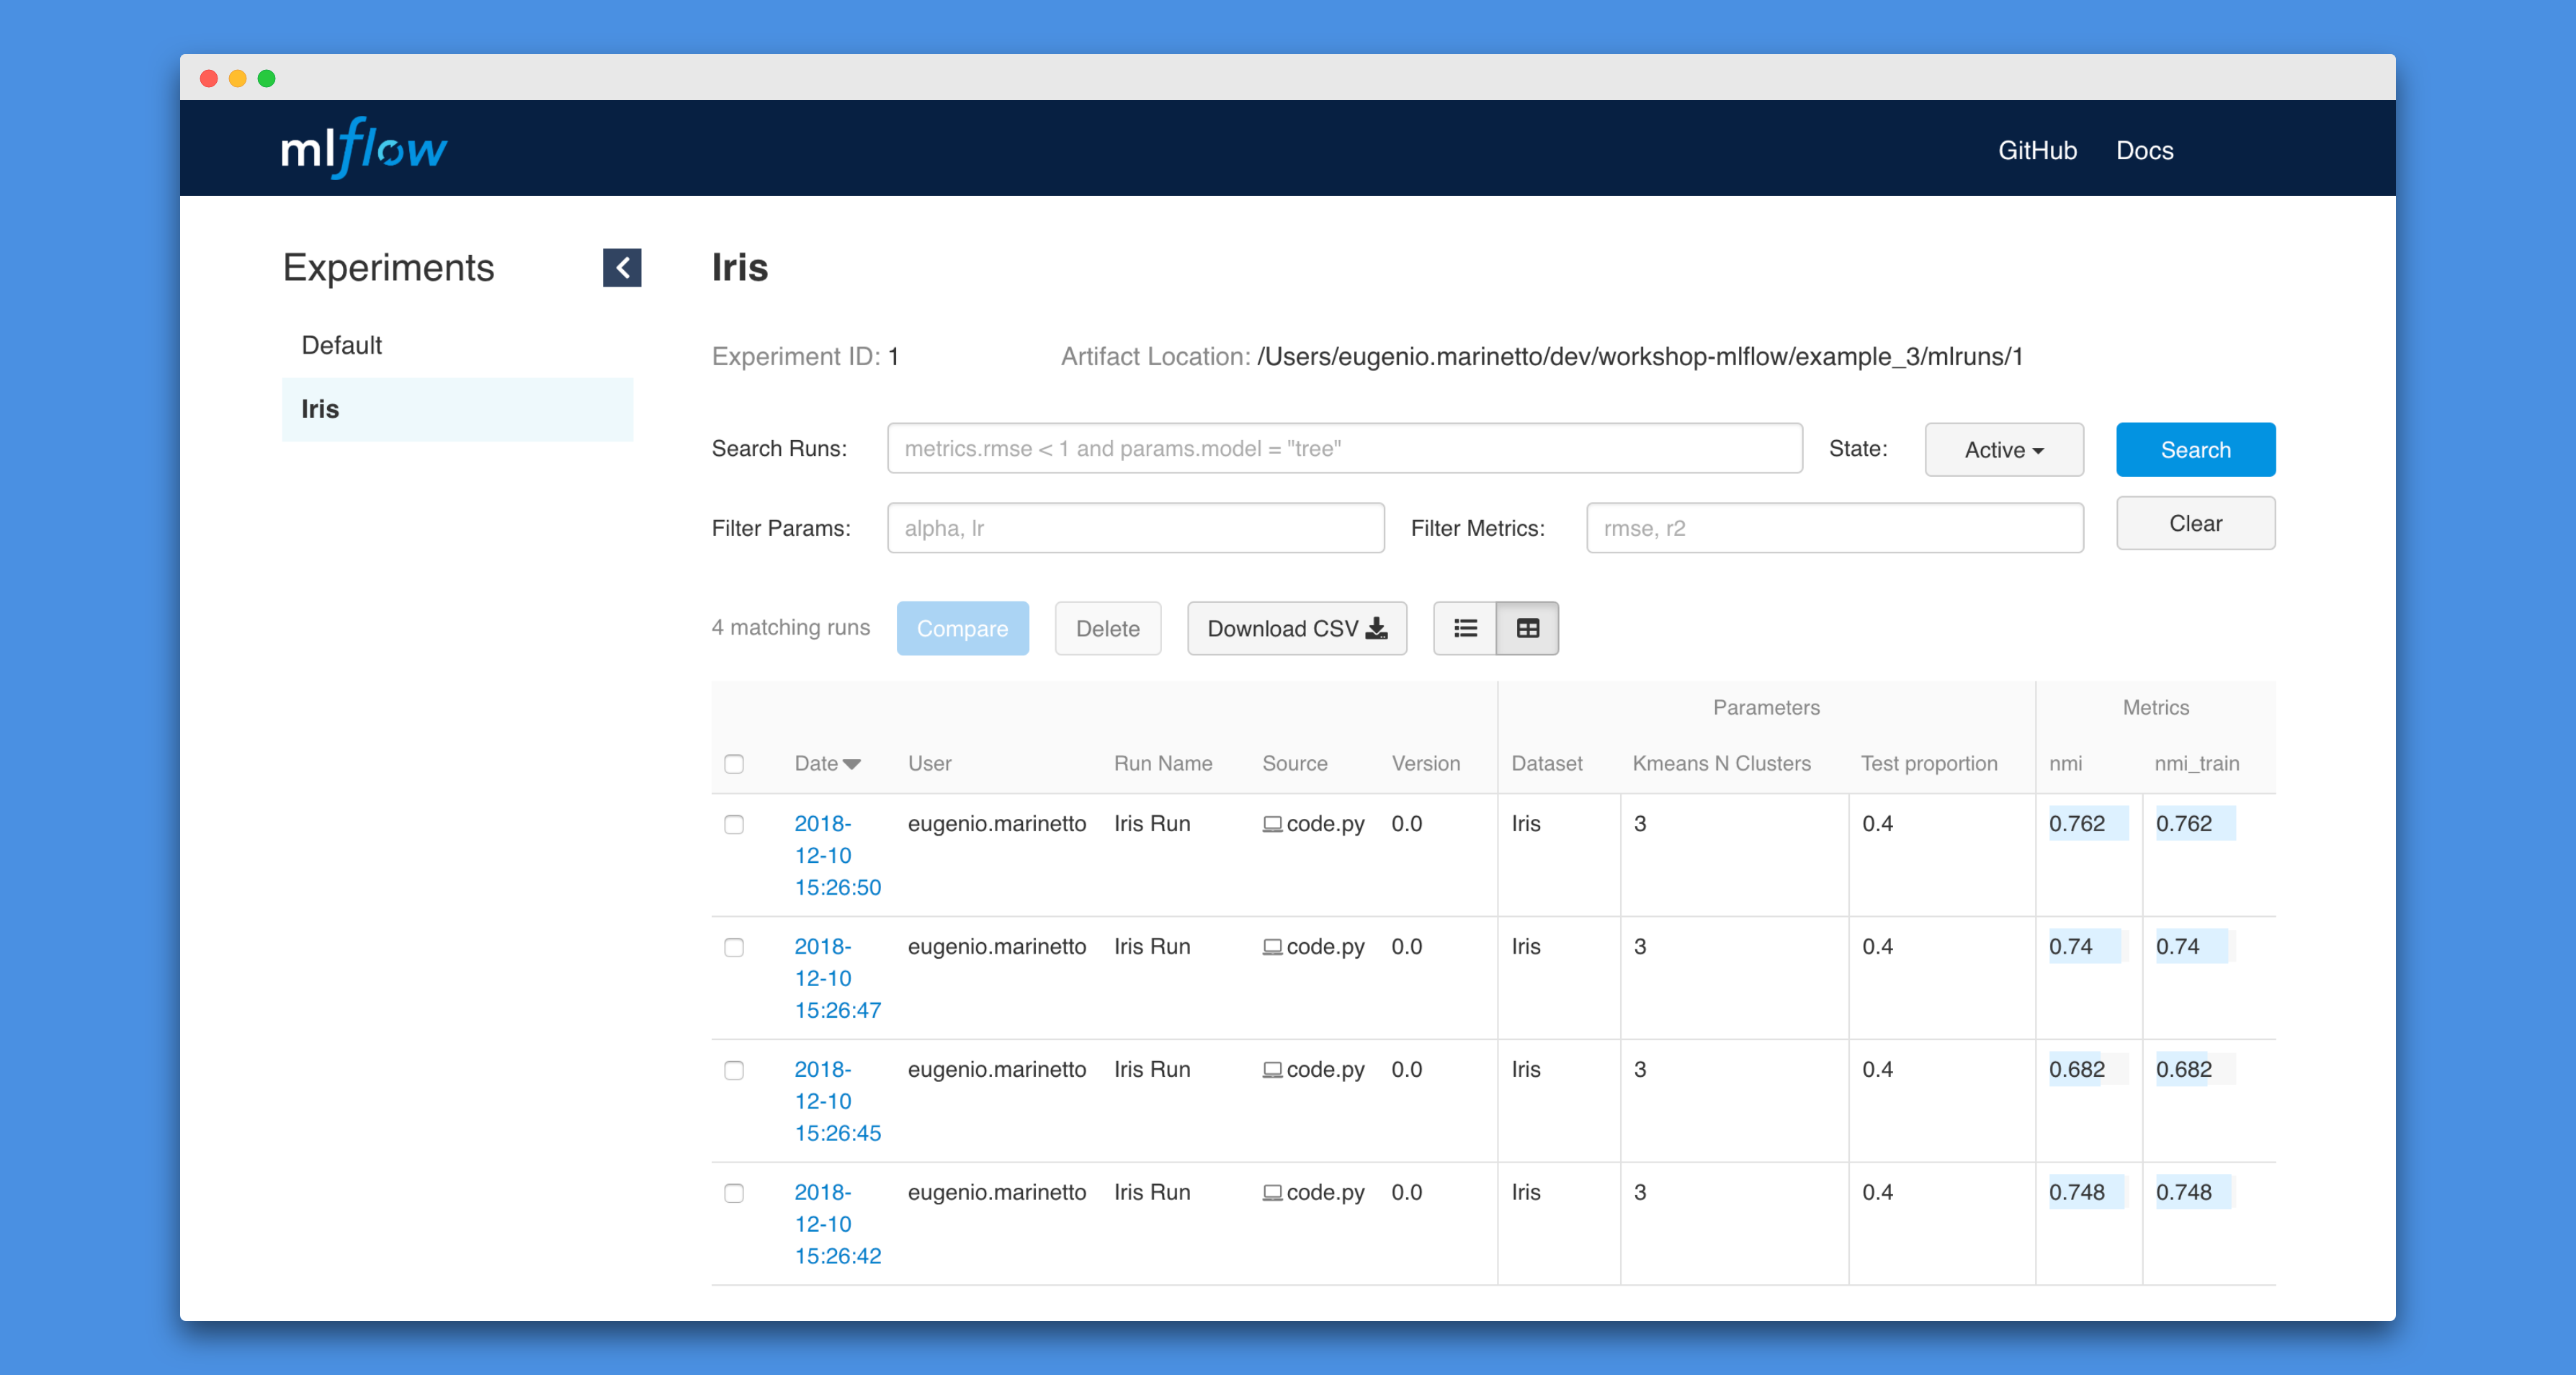 mlflow
GitHub Docs
Experiments
Default
Iris
Iris
Experiment ID: 1 Artifact Location: /Users/eugenio.marinetto/dev/workshop-mlflow/example_3/mlruns/1
Search Runs: metrics.rmse < 1 and params.model = "tree" State: Active Search
Filter Params: alpha, lr Filter Metrics: rmse, r2 Clear
4 matching runs Compare Delete Download CSV
Parameters Metrics
Date User Run Name Source Version Dataset Kmeans N Clusters Test proportion nmi nmi_train
2018- eugenio.marinetto Iris Run code.py 0.0 Iris 3 0.4 0.762 0.762
12-10
15:26:50
2018- eugenio.marinetto Iris Run code.py 0.0 Iris 3 0.4 0.74 0.74
12-10
15:26:47
2018- eugenio.marinetto Iris Run code.py 0.0 Iris 3 0.4 0.682 0.682
12-10
15:26:45
2018- eugenio.marinetto Iris Run code.py 0.0 Iris 3 0.4 0.748 0.748
12-10
15:26:42